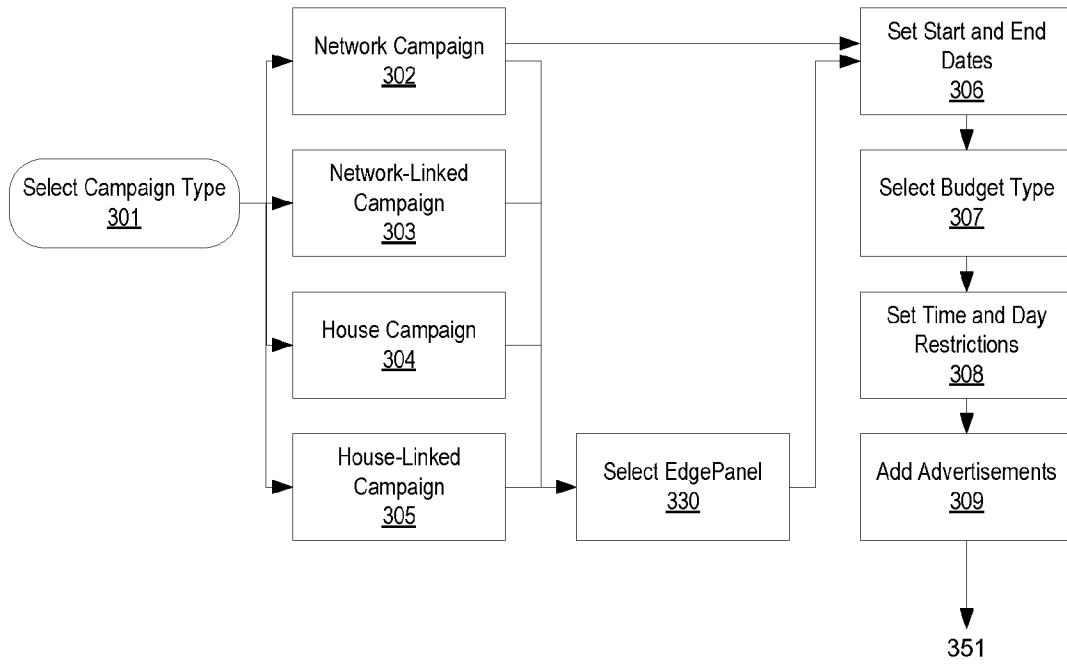 Select Campaign Type
301
Network Campaign
302
Network-Linked
Campaign
303
House Campaign
304
House-Linked
Campaign
305
Select EdgePanel
330
Set Start and End
Dates
306
Select Budget Type
307
Set Time and Day
Restrictions
308
Add Advertisements
309
351